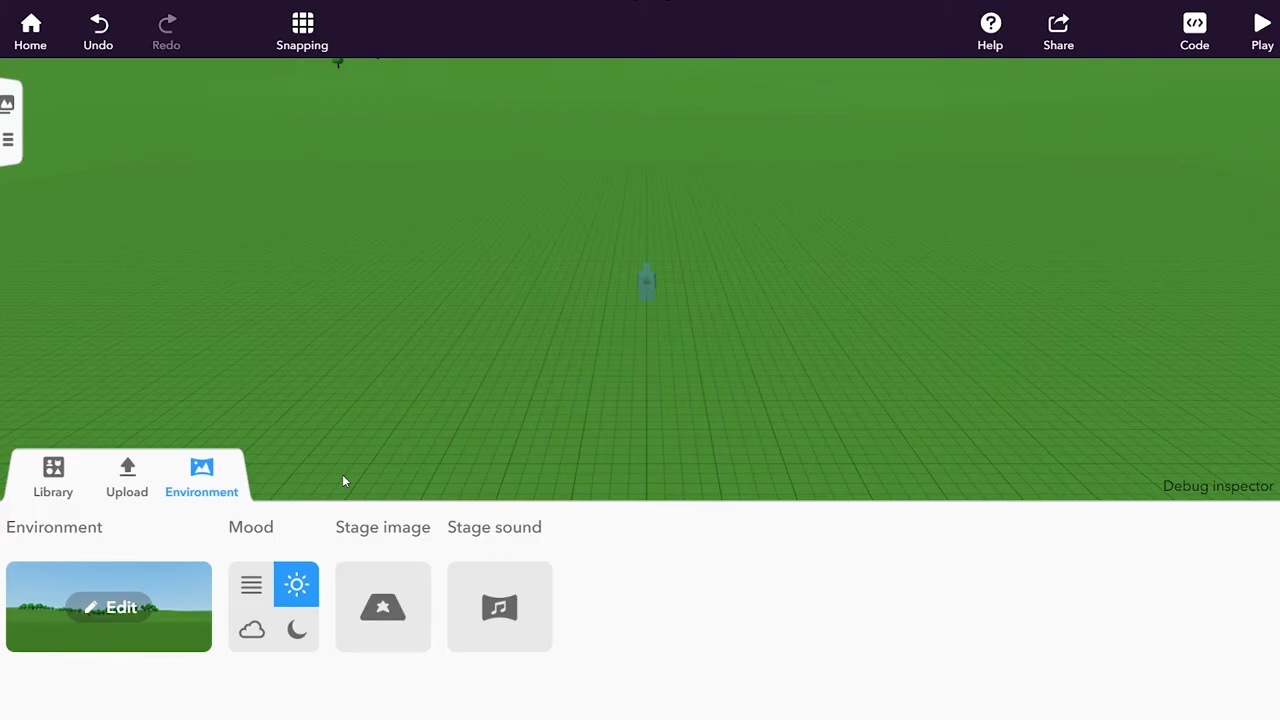 Home
Undo
Redo
Snapping
Help
Share
Code
Play
Library
Upload
Environment
Debug inspector
Environment
Mood
Stage image
Stage sound
Edit